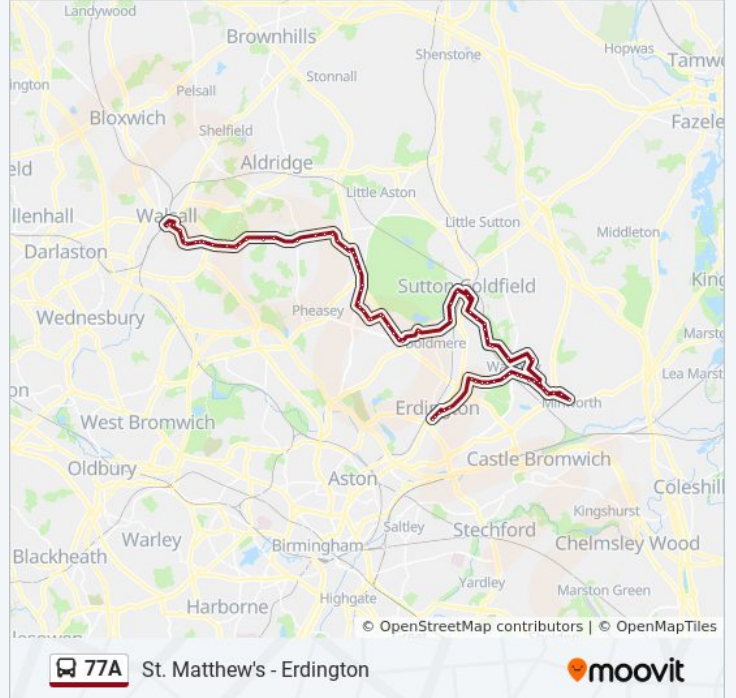 Landywood
Brownhills
Hopwas
Shenstone
Tamw
Stonnall
ington
Pelsall
Bloxwich
Fazele
Shelfield
Aldridge
eld
Little Aston
llenhall
Walsall
Little Sutton
Middleton
Darlaston
Sutton Coldfield
King
Pheasey
Wednesbury
Marsto
oldmere
Wa
Lea Marst
on
Erdington
Minworth
West Bromwich
Castle Bromwich
Oldbury
Aston
Coleshill
Kingshurst
Saltley
Stechford
Warley
Birmingham
Chelmsley Wood
Blackheath
Yardley
Marston Green
Highgate
Harborne
© OpenStreetMap contributors | © OpenMapTiles
77A St. Matthew's - Erdington
moovit